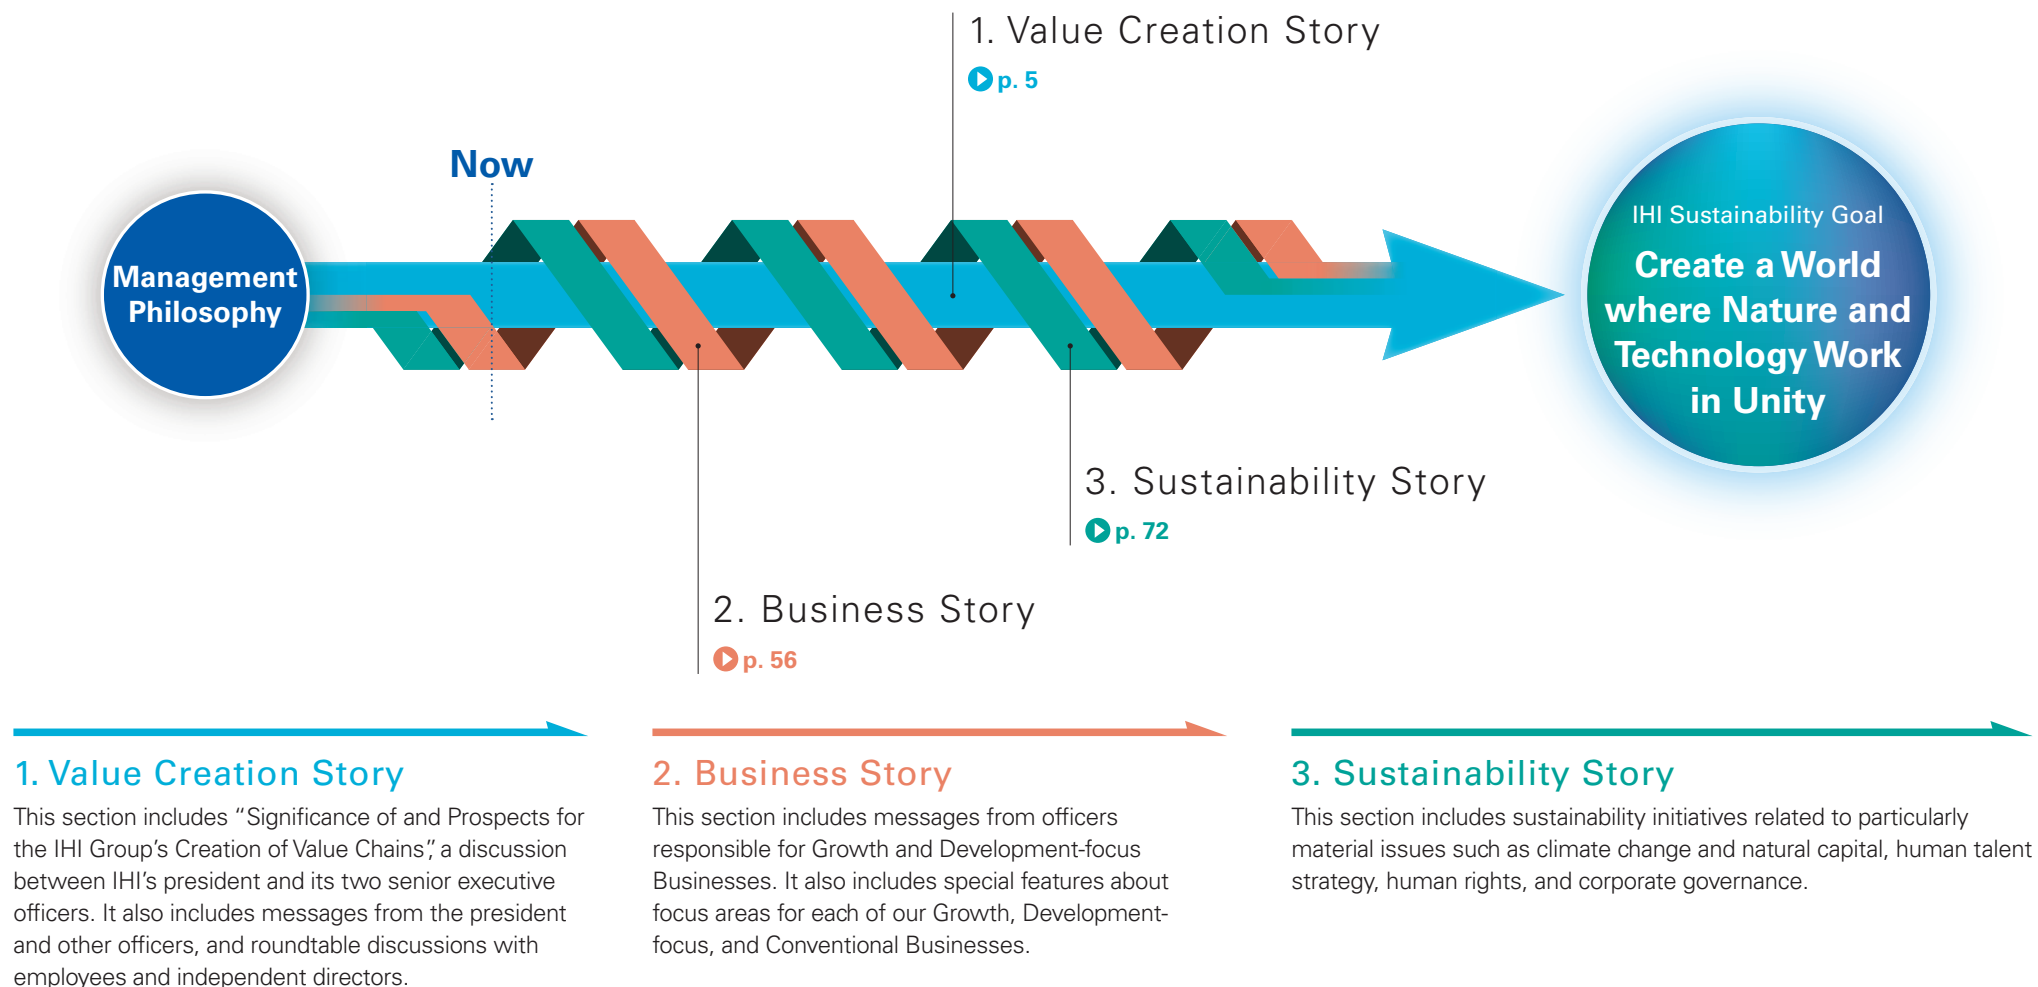 1. Value Creation Story
p. 5
Now
Management
Philosophy
IHI Sustainability Goal
Create a World
where Nature and
Technology Work
in Unity
3. Sustainability Story
p. 72
2. Business Story
p. 56
1. Value Creation Story
This section includes “Significance of and Prospects for
the IHI Group’s Creation of Value Chains”, a discussion
between IHI’s president and its two senior executive
officers. It also includes messages from the president
and other officers, and roundtable discussions with
employees and independent directors.
2. Business Story
This section includes messages from officers
responsible for Growth and Development-focus
Businesses. It also includes special features about
focus areas for each of our Growth, Development-
focus, and Conventional Businesses.
3. Sustainability Story
This section includes sustainability initiatives related to particularly
material issues such as climate change and natural capital, human talent
strategy, human rights, and corporate governance.